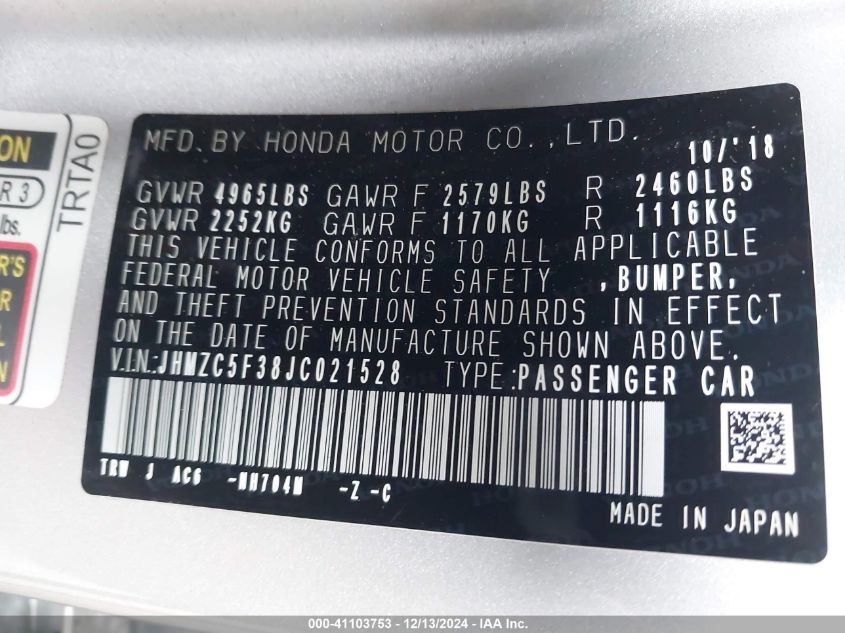 ON
R 3
lbs.
R'S
R
L
N
TRTA0
MFD. BY HONDA MOTOR CO., LTD.
10/'18
GVWR 4965LBS GAWR F 2579LBS R 2460LBS
GVWR 2252KG GAWR F 1170KG R 1116KG
THIS VEHICLE CONFORMS TO ALL APPLICABLE
FEDERAL MOTOR VEHICLE SAFETY ,BUMPER,
AND THEFT PREVENTION STANDARDS IN EFFECT
ON THE DATE OF MANUFACTURE SHOWN ABOVE.
V.I.N.:JHMZC5F38JC021528 TYPE:PASSENGER CAR
TRW J AC6 -NH704M -Z -C
MADE IN JAPAN
000-41103753 - 12/13/2024 - IAA Inc.